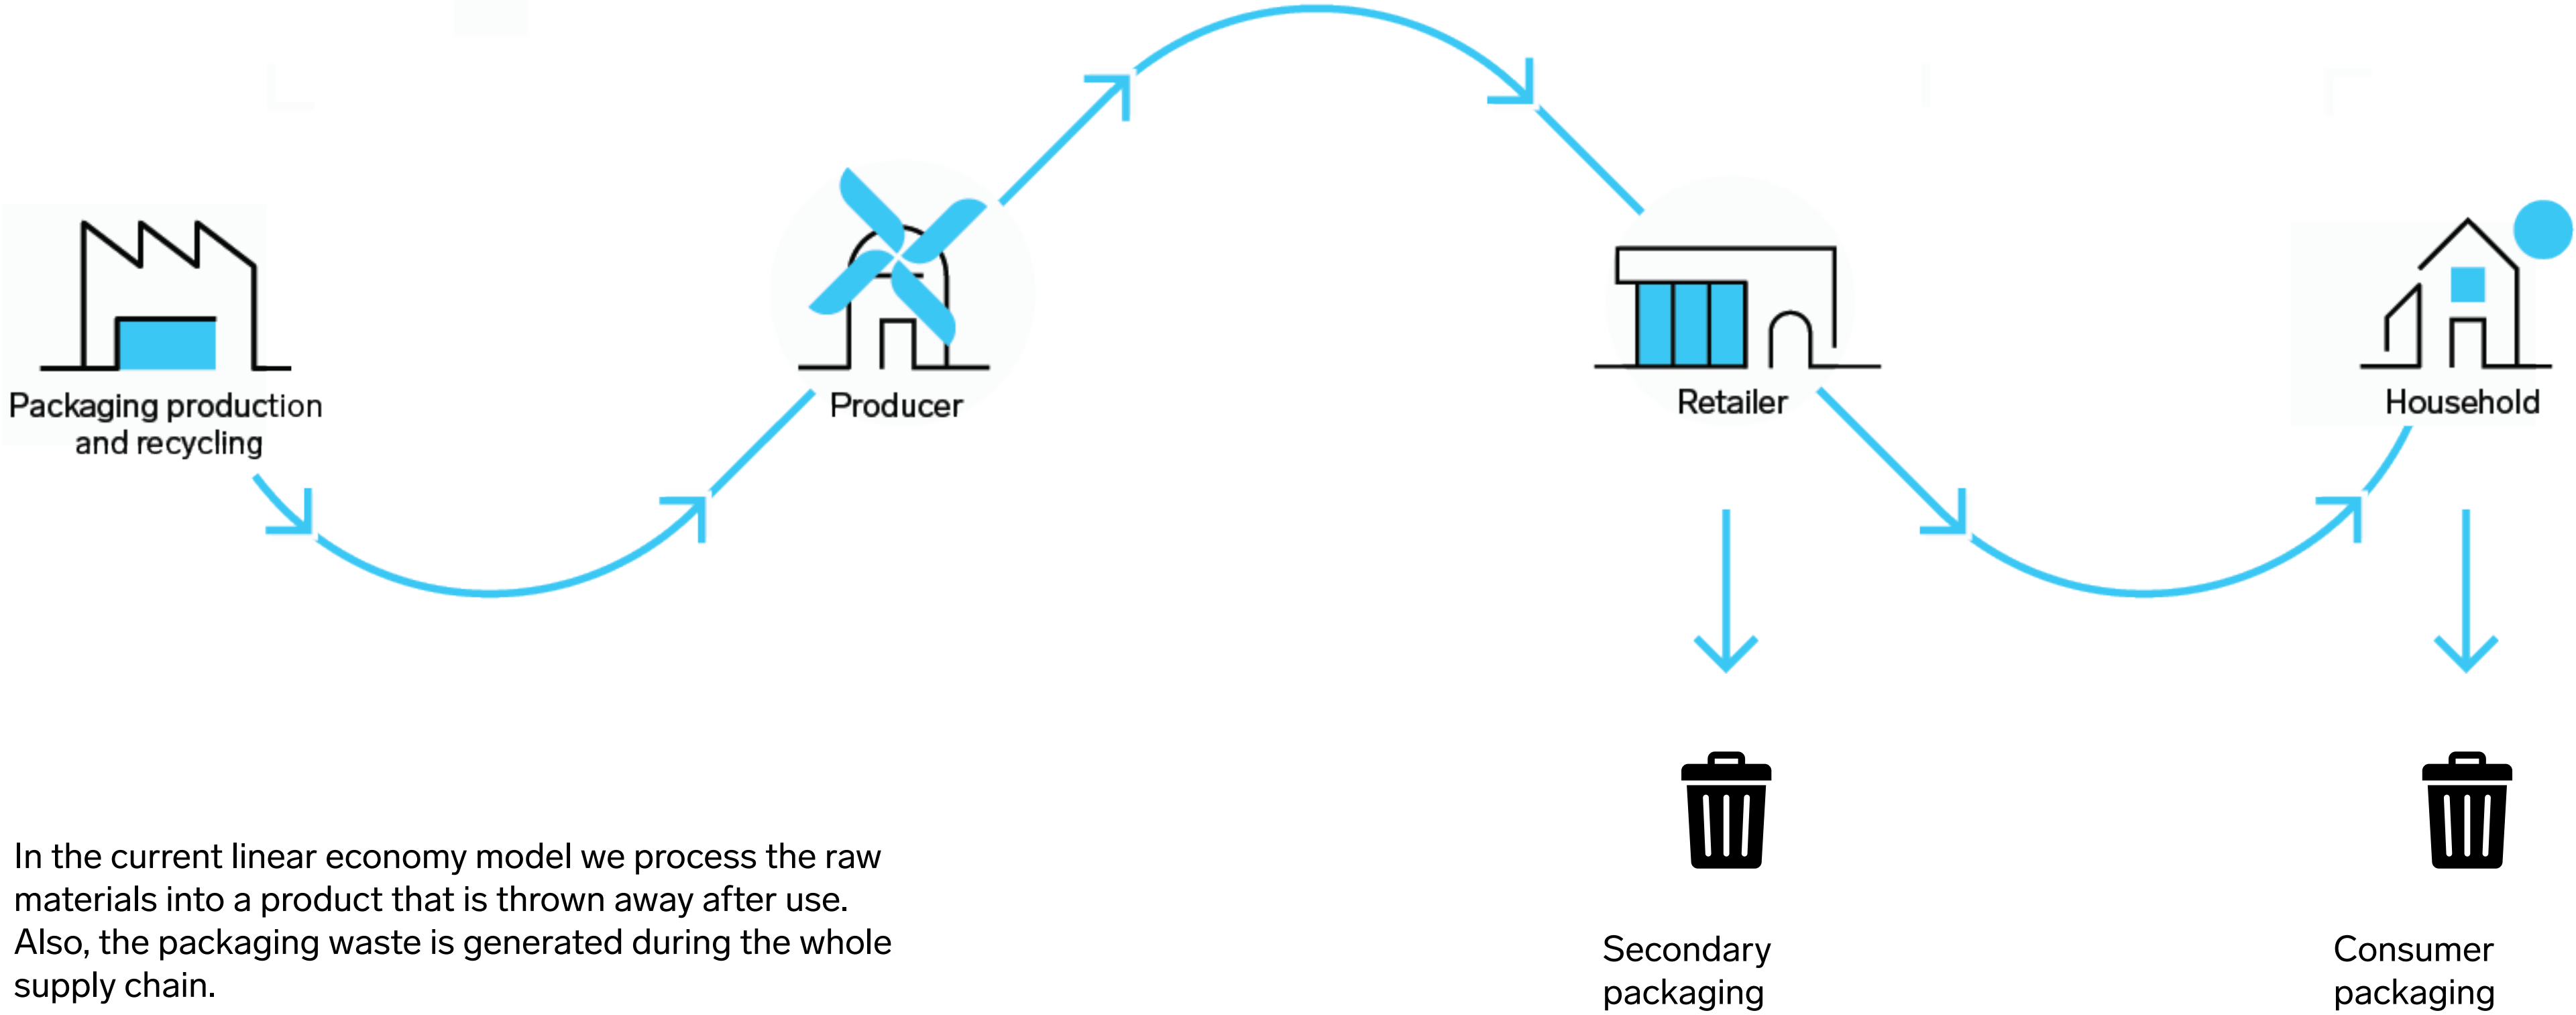 Packaging production
and recycling
Producer
Retailer
Household
In the current linear economy model we process the raw
materials into a product that is thrown away after use.
Also, the packaging waste is generated during the whole
supply chain.
Secondary
packaging
Consumer
packaging